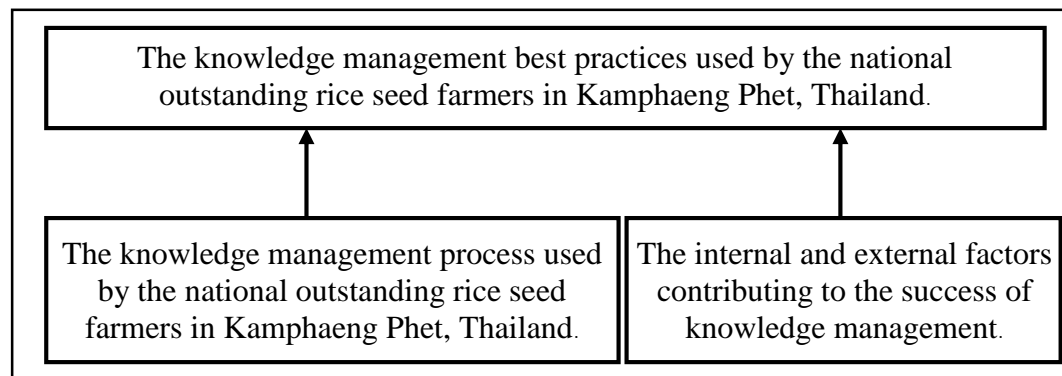 The knowledge management best practices used by the national
outstanding rice seed farmers in Kamphaeng Phet, Thailand.
The knowledge management process used
by the national outstanding rice seed
farmers in Kamphaeng Phet, Thailand.
The internal and external factors
contributing to the success of
knowledge management.